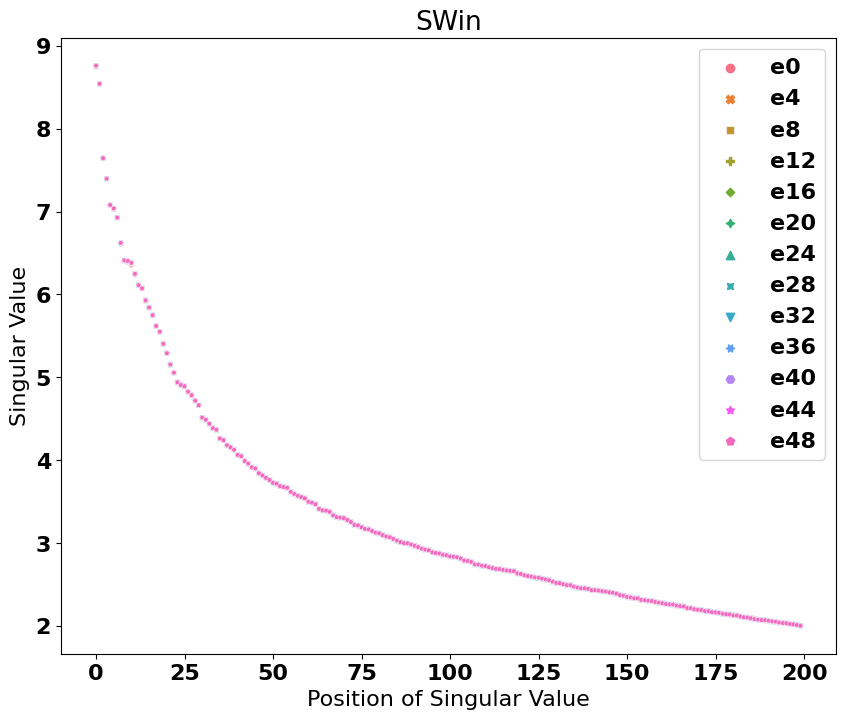 SWin
9
8
7
6
5
4
3
2
Singular Value
e0
e4
e8
e12
e16
e20
e24
e28
e32
e36
e40
e44
e48
0 25 50 75 100 125 150 175 200
Position of Singular Value